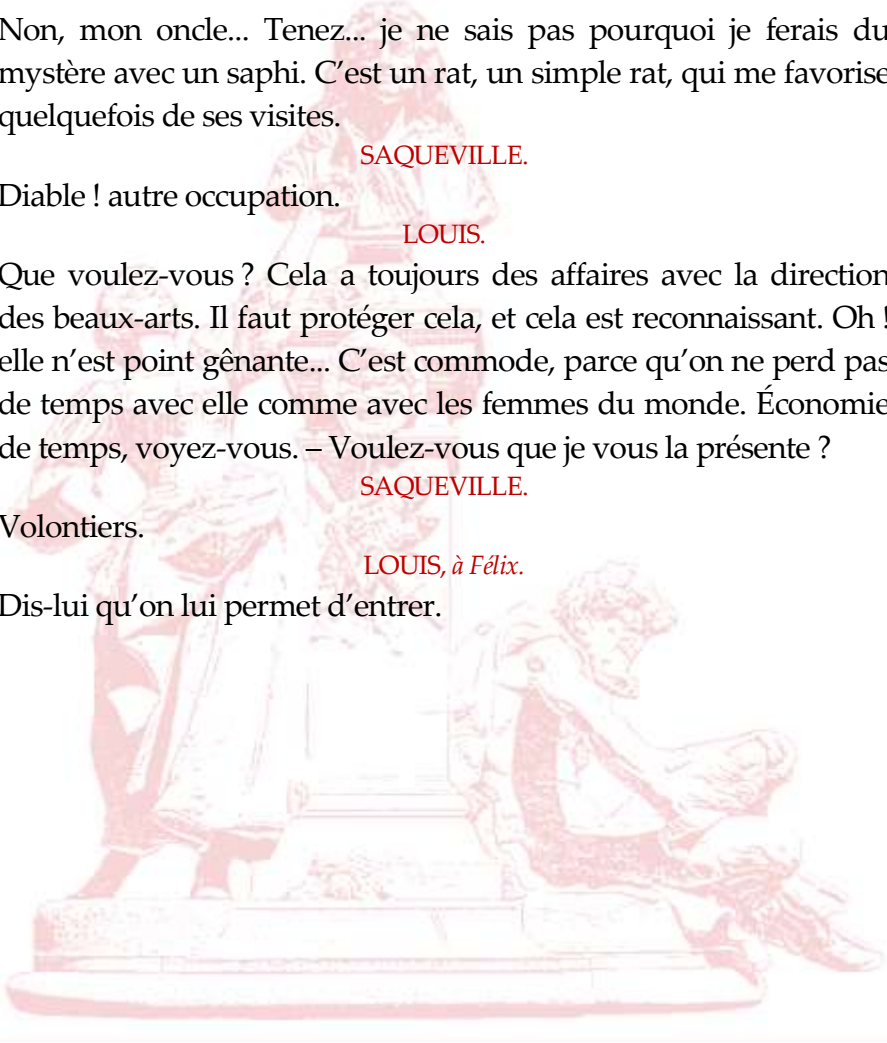 Non, mon oncle... Tenez... je ne sais pas pourquoi je ferais du
mystère avec un saphi. C’est un rat, un simple rat, qui me favorise
quelquefois de ses visites.
SAQUEVILLE.
Diable ! autre occupation.
LOUIS.
Que voulez-vous ? Cela a toujours des affaires avec la direction
des beaux-arts. Il faut protéger cela, et cela est reconnaissant. Oh !
elle n’est point gênante... C’est commode, parce qu’on ne perd pas
de temps avec elle comme avec les femmes du monde. Économie
de temps, voyez-vous. – Voulez-vous que je vous la présente ?
SAQUEVILLE.
Volontiers.
LOUIS, à Félix.
Dis-lui qu’on lui permet d’entrer.